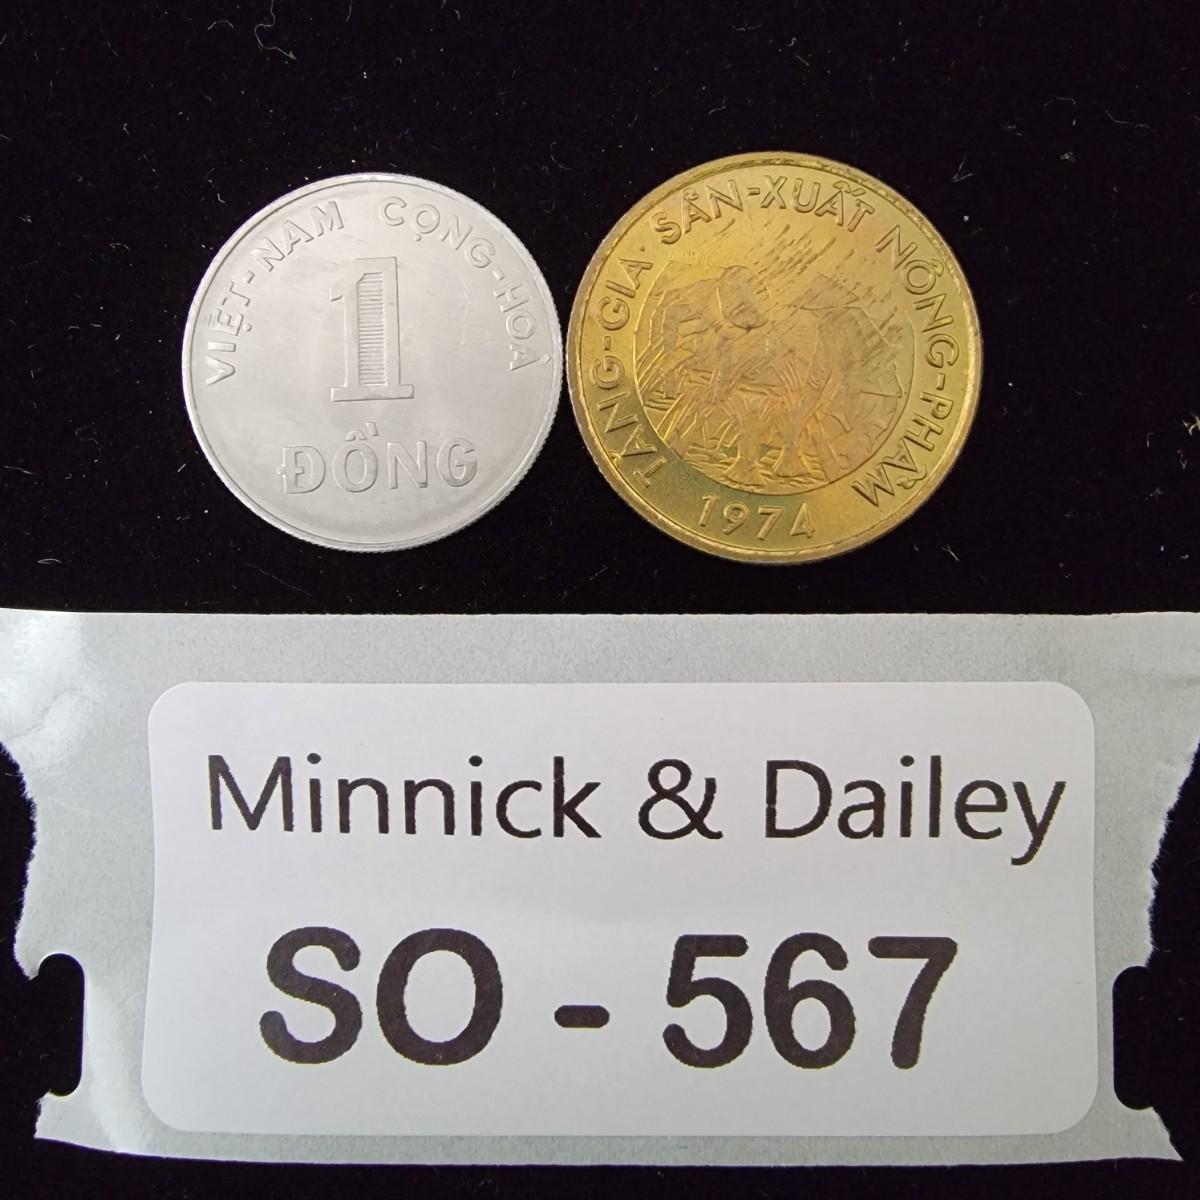 VIỆT-NAM CỘNG-HOÀ
1
ĐỒNG
TĂNG-GIA SẢN-XUẤT NÔNG-PHẨM
1974
Minnick & Dailey
SO - 567